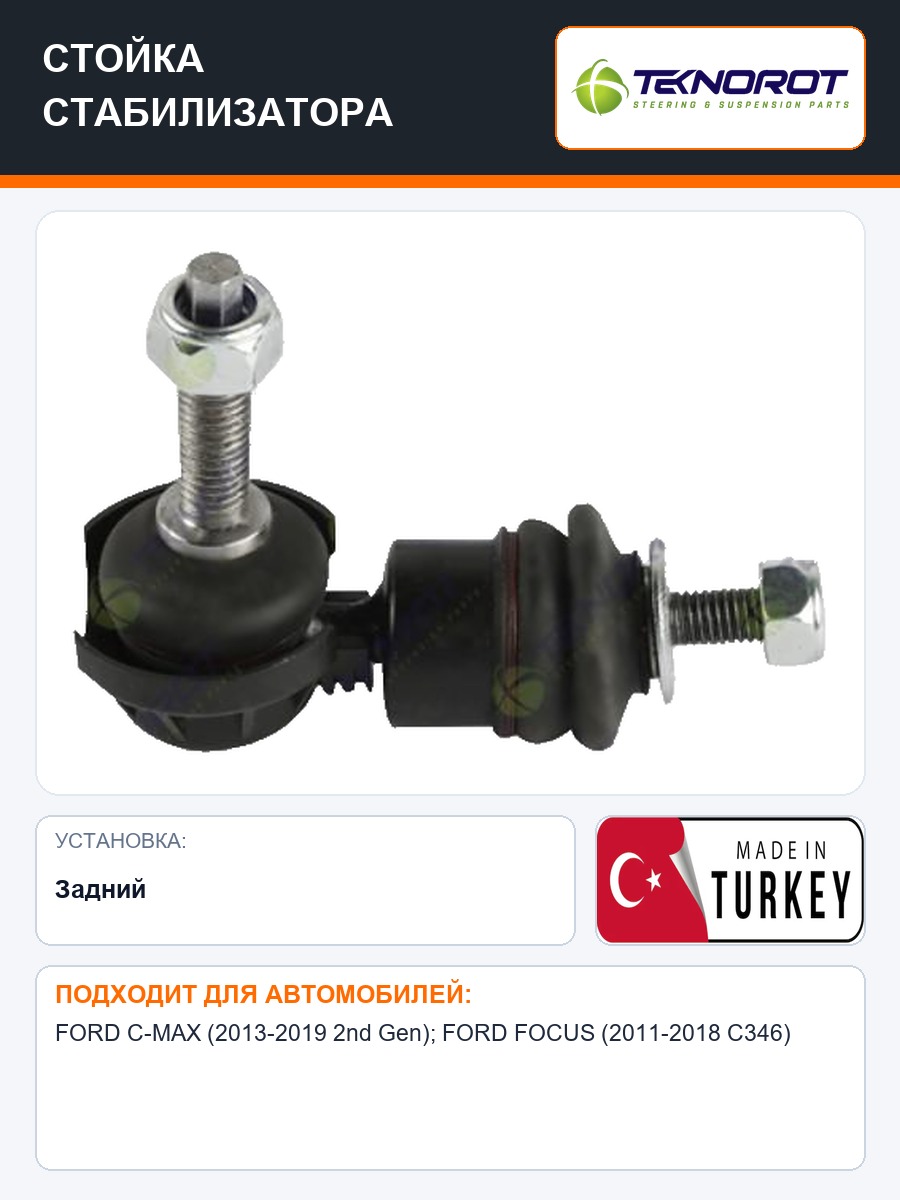 СТОЙКА
СТАБИЛИЗАТОРА
TEKNOROT
STEERING & SUSPENSION PARTS
УСТАНОВКА:
Задний
MADE IN
TURKEY
ПОДХОДИТ ДЛЯ АВТОМОБИЛЕЙ:
FORD C-MAX (2013-2019 2nd Gen); FORD FOCUS (2011-2018 C346)